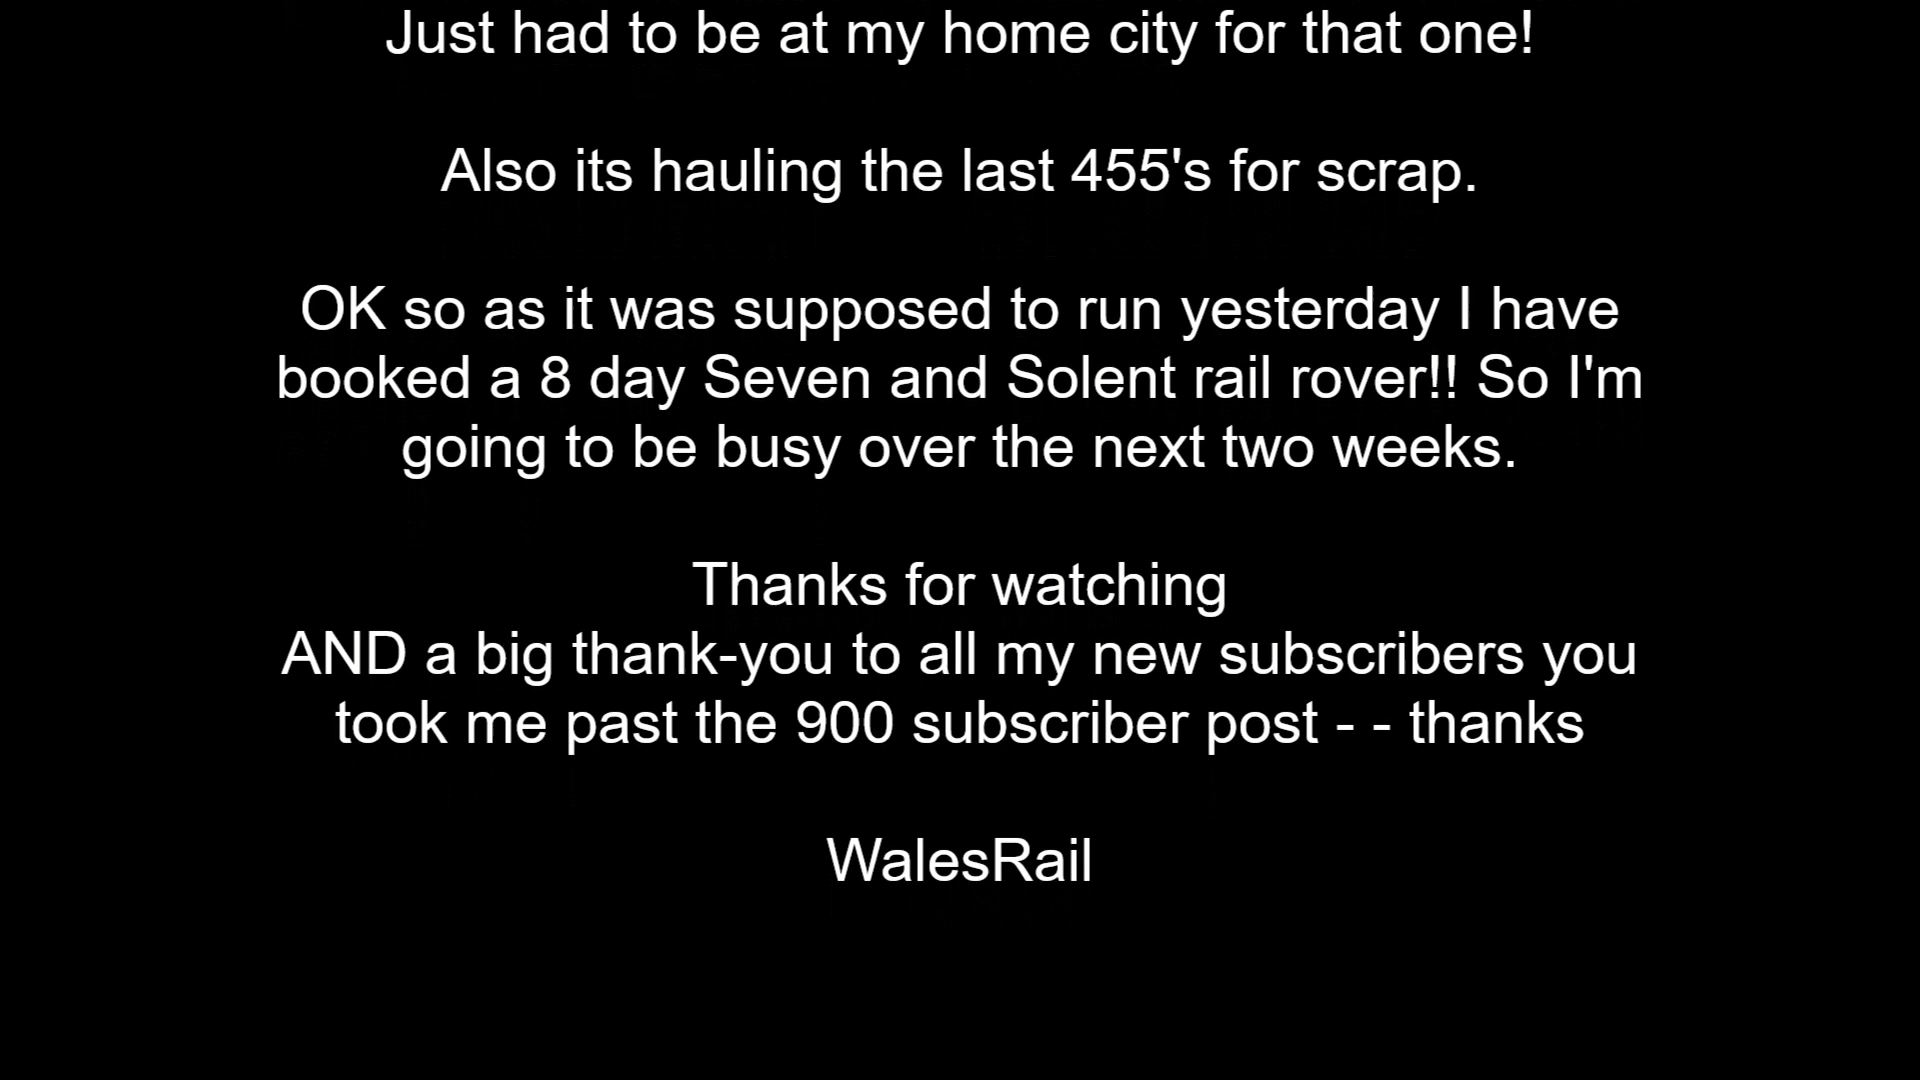 Just had to be at my home city for that one!
Also its hauling the last 455's for scrap.
OK so as it was supposed to run yesterday I have
booked a 8 day Seven and Solent rail rover!! So I'm
going to be busy over the next two weeks.
Thanks for watching
AND a big thank-you to all my new subscribers you
took me past the 900 subscriber post - - thanks
WalesRail